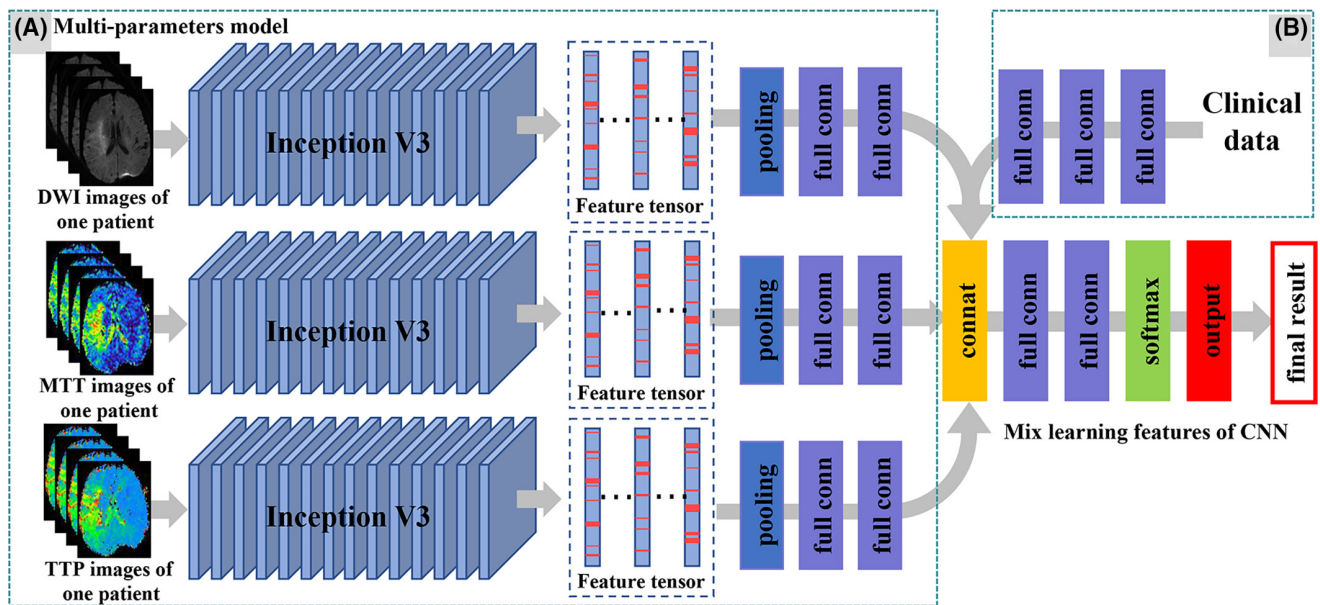 (A) Multi-parameters model
DWI images of
one patient
Inception V3
Feature tensor
pooling
full conn
full conn
MTT images of
one patient
Inception V3
Feature tensor
pooling
full conn
full conn
TTP images of
one patient
Inception V3
Feature tensor
pooling
full conn
full conn
(B)
full conn
full conn
full conn
Clinical
data
connat
full conn
full conn
softmax
output
final result
Mix learning features of CNN